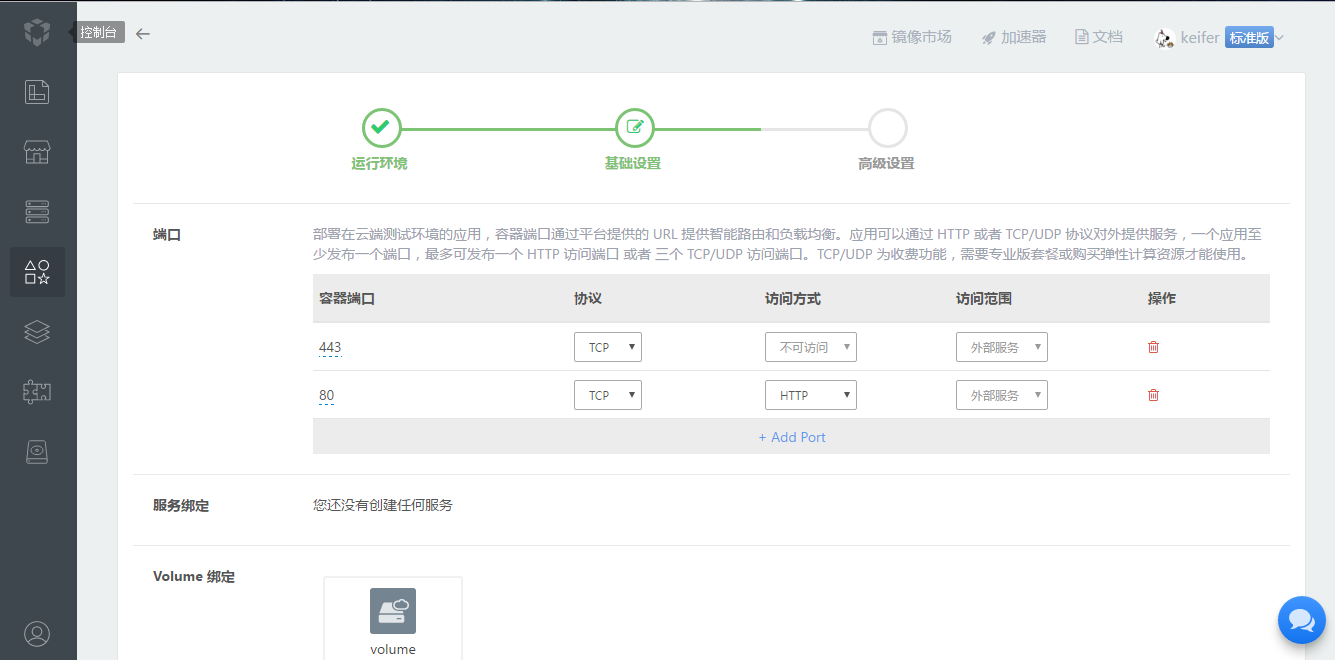 控制台
镜像市场 加速器 文档 keifer 标准版
运行环境 基础设置 高级设置
端口
部署在云端测试环境的应用，容器端口通过平台提供的 URL 提供智能路由和负载均衡。应用可以通过 HTTP 或者 TCP/UDP 协议对外提供服务，一个应用至
少发布一个端口，最多可发布一个 HTTP 访问端口 或者 三个 TCP/UDP 访问端口。TCP/UDP 为收费功能，需要专业版套餐或购买弹性计算资源才能使用。
容器端口 协议 访问方式 访问范围 操作
443 TCP 不可访问 外部服务
80 TCP HTTP 外部服务
+ Add Port
服务绑定 您还没有创建任何服务
Volume 绑定
volume